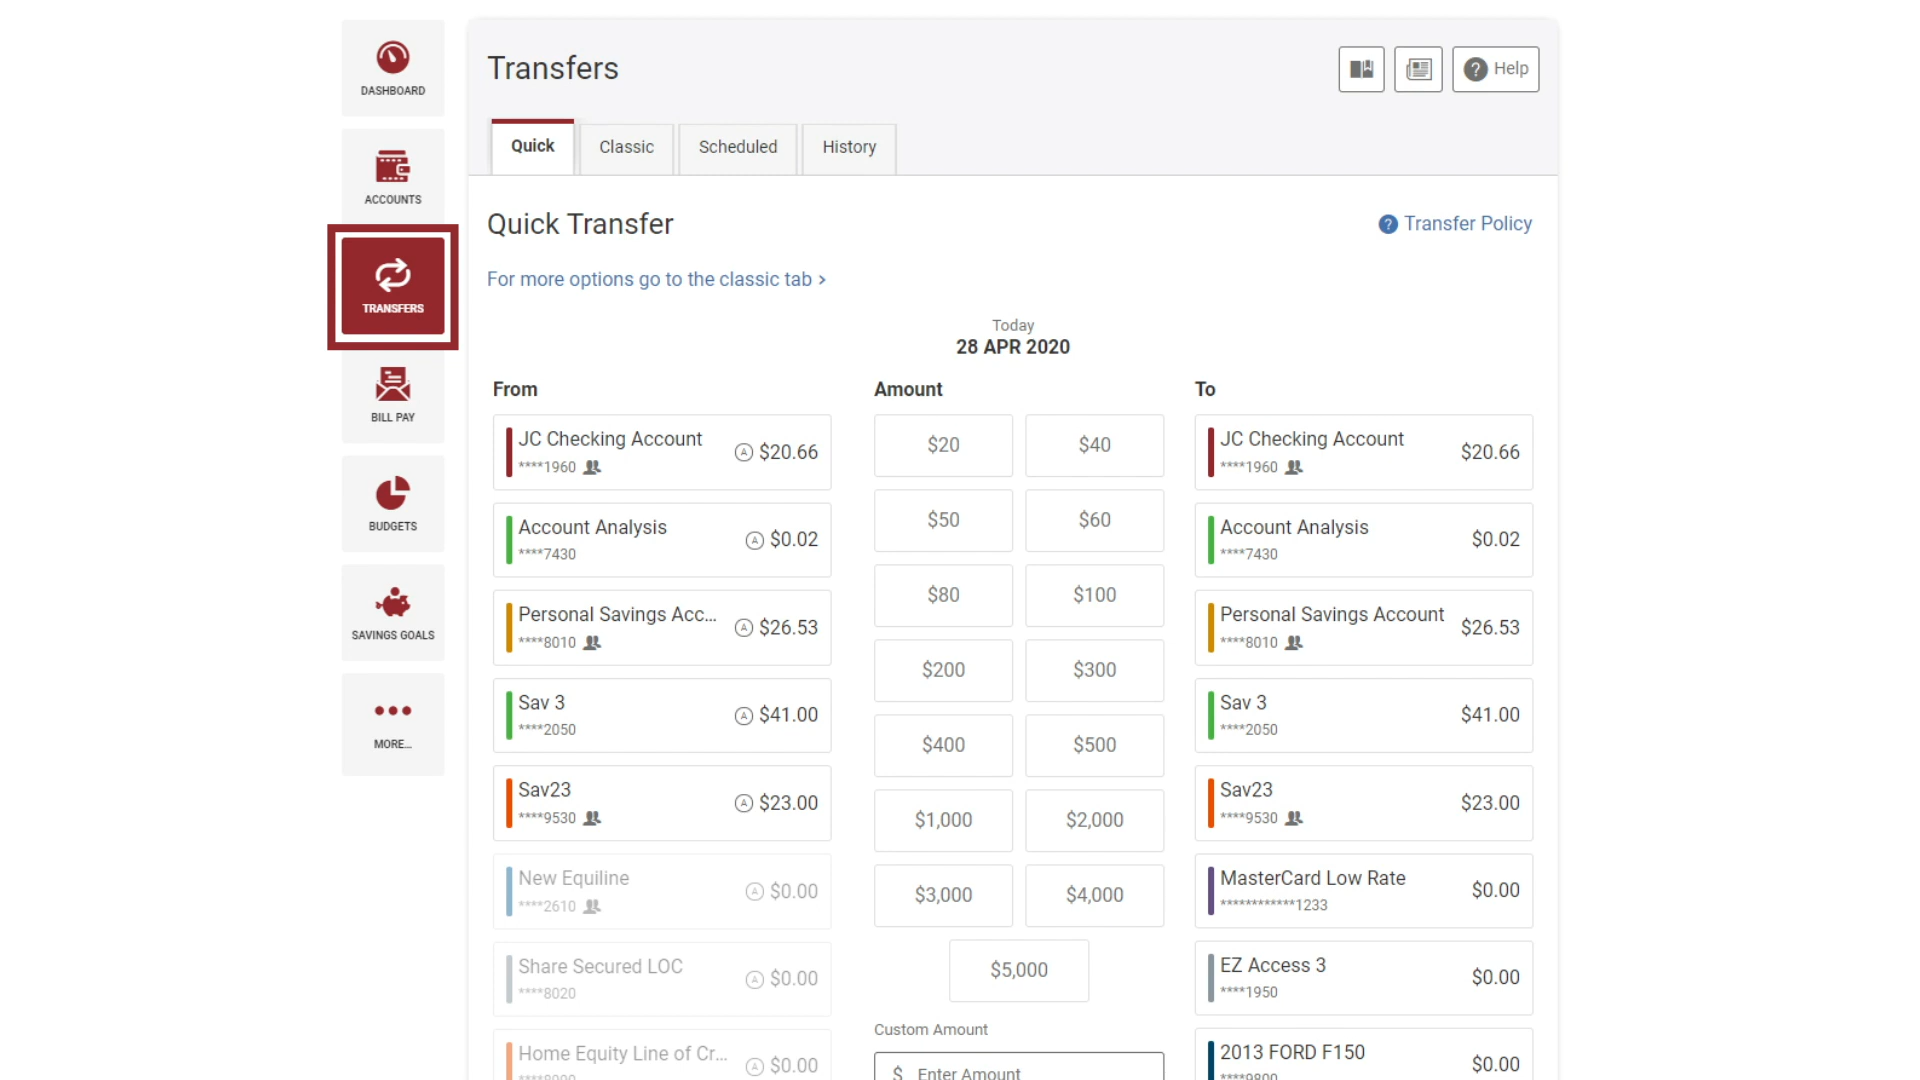 DASHBOARD
ACCOUNTS
TRANSFERS
BILL PAY
BUDGETS
SAVINGS GOALS
MORE...
Transfers
Help
Quick
Classic
Scheduled
History
Quick Transfer
Transfer Policy
For more options go to the classic tab >
Today
28 APR 2020
From
JC Checking Account
****1960
A $20.66
Account Analysis
****7430
A $0.02
Personal Savings Acc...
****8010
A $26.53
Sav 3
****2050
A $41.00
Sav23
****9530
A $23.00
New Equiline
****2610
A $0.00
Share Secured LOC
****8020
A $0.00
Home Equity Line of Cr...
A $0.00
Amount
$20
$40
$50
$60
$80
$100
$200
$300
$400
$500
$1,000
$2,000
$3,000
$4,000
$5,000
Custom Amount
$ Enter Amount
To
JC Checking Account
****1960
$20.66
Account Analysis
****7430
$0.02
Personal Savings Account
****8010
$26.53
Sav 3
****2050
$41.00
Sav23
****9530
$23.00
MasterCard Low Rate
************1233
$0.00
EZ Access 3
****1950
$0.00
2013 FORD F150
****9800
$0.00